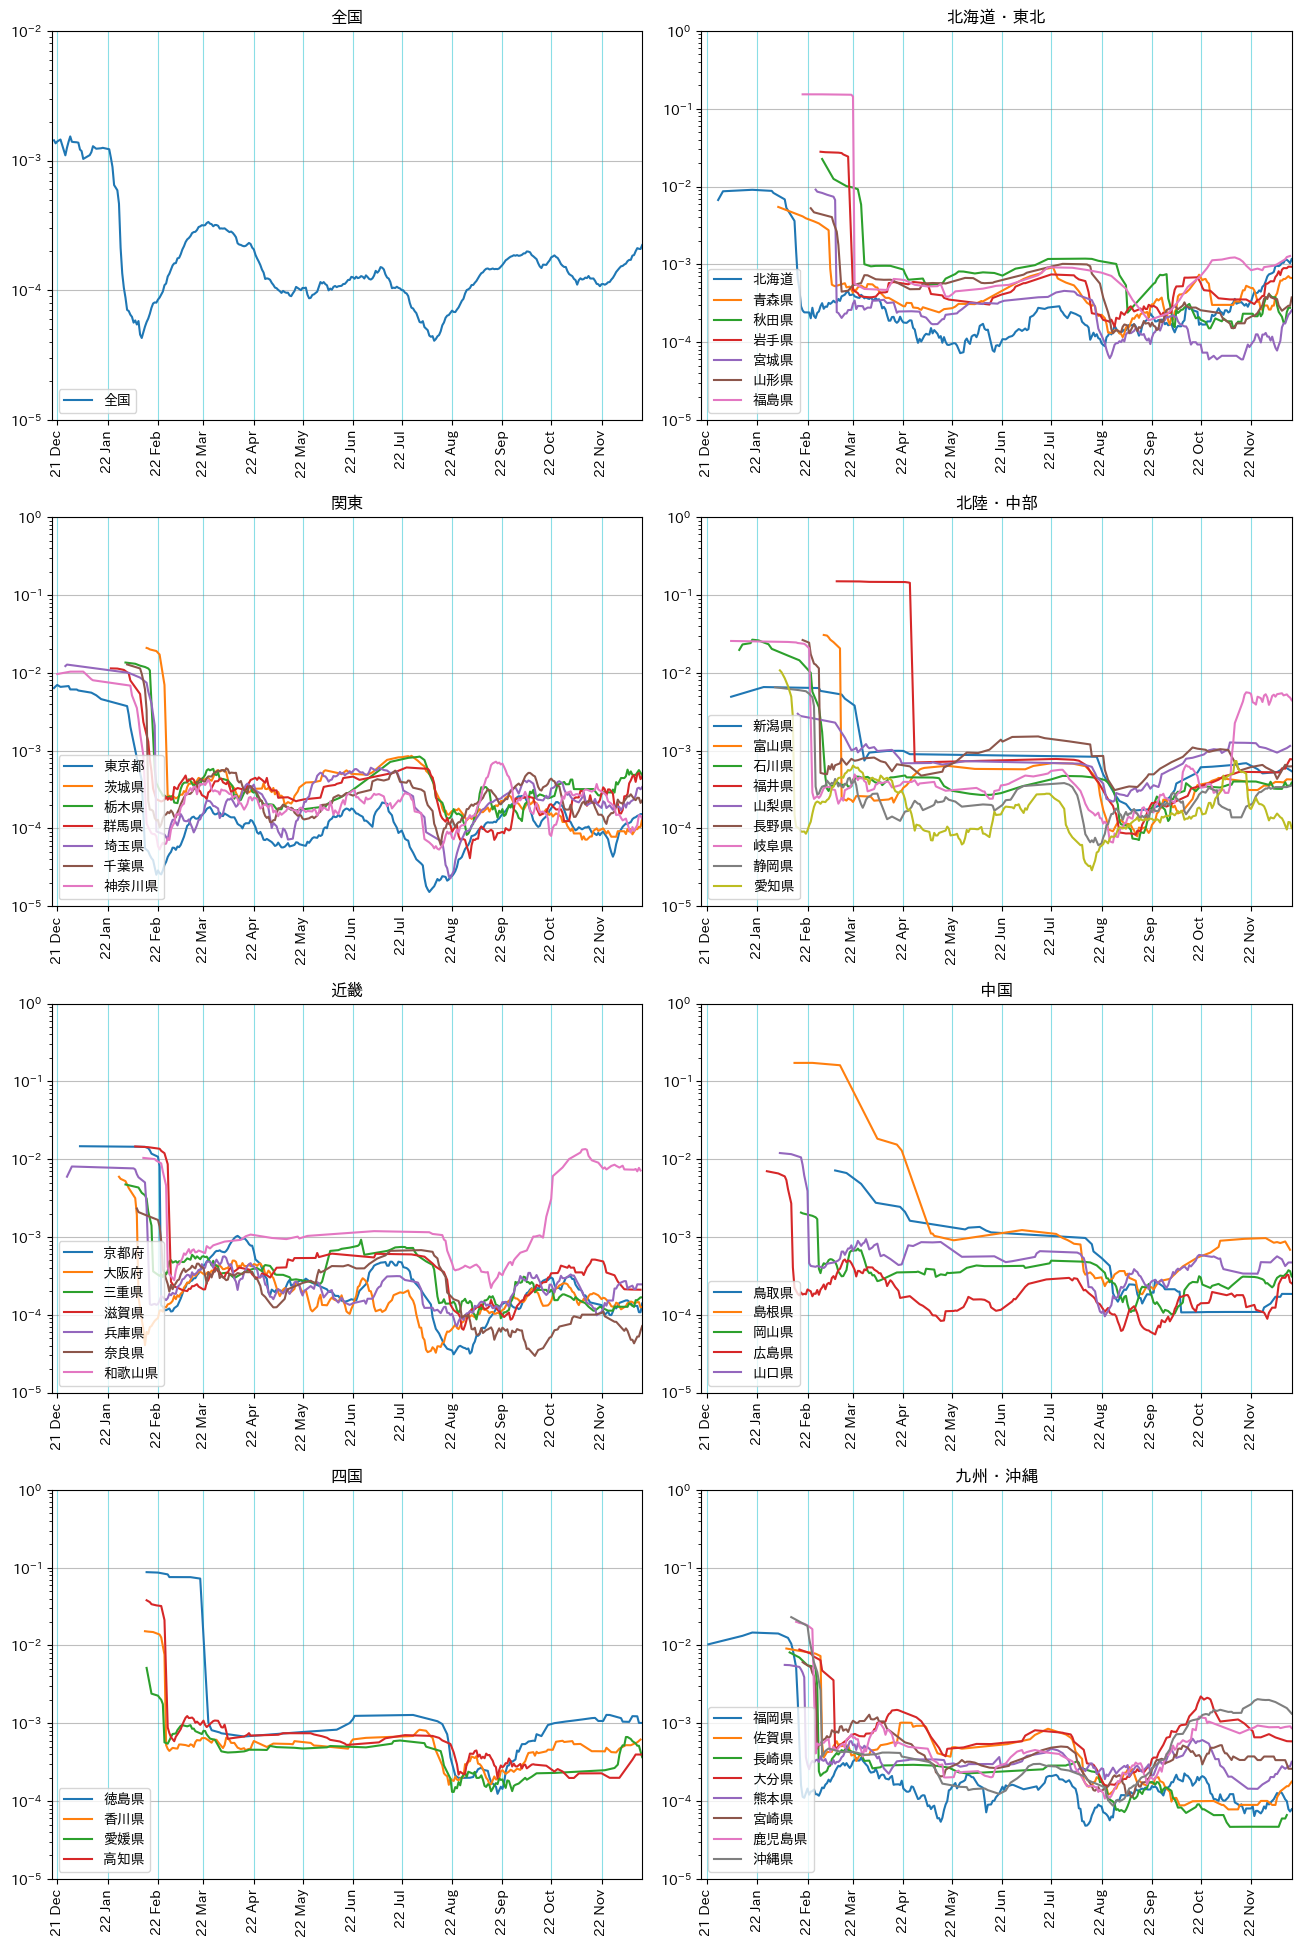 全国
10⁻²
10⁻³
10⁻⁴
10⁻⁵
全国
21 Dec
22 Jan
22 Feb
22 Mar
22 Apr
22 May
22 Jun
22 Jul
22 Aug
22 Sep
22 Oct
22 Nov
北海道・東北
10⁰
10⁻¹
10⁻²
10⁻³
10⁻⁴
10⁻⁵
北海道
青森県
秋田県
岩手県
宮城県
山形県
福島県
21 Dec
22 Jan
22 Feb
22 Mar
22 Apr
22 May
22 Jun
22 Jul
22 Aug
22 Sep
22 Oct
22 Nov
関東
10⁰
10⁻¹
10⁻²
10⁻³
10⁻⁴
10⁻⁵
東京都
茨城県
栃木県
群馬県
埼玉県
千葉県
神奈川県
21 Dec
22 Jan
22 Feb
22 Mar
22 Apr
22 May
22 Jun
22 Jul
22 Aug
22 Sep
22 Oct
22 Nov
北陸・中部
10⁰
10⁻¹
10⁻²
10⁻³
10⁻⁴
10⁻⁵
新潟県
富山県
石川県
福井県
山梨県
長野県
岐阜県
静岡県
愛知県
21 Dec
22 Jan
22 Feb
22 Mar
22 Apr
22 May
22 Jun
22 Jul
22 Aug
22 Sep
22 Oct
22 Nov
近畿
10⁰
10⁻¹
10⁻²
10⁻³
10⁻⁴
10⁻⁵
京都府
大阪府
三重県
滋賀県
兵庫県
奈良県
和歌山県
21 Dec
22 Jan
22 Feb
22 Mar
22 Apr
22 May
22 Jun
22 Jul
22 Aug
22 Sep
22 Oct
22 Nov
中国
10⁰
10⁻¹
10⁻²
10⁻³
10⁻⁴
10⁻⁵
鳥取県
島根県
岡山県
広島県
山口県
21 Dec
22 Jan
22 Feb
22 Mar
22 Apr
22 May
22 Jun
22 Jul
22 Aug
22 Sep
22 Oct
22 Nov
四国
10⁰
10⁻¹
10⁻²
10⁻³
10⁻⁴
10⁻⁵
徳島県
香川県
愛媛県
高知県
21 Dec
22 Jan
22 Feb
22 Mar
22 Apr
22 May
22 Jun
22 Jul
22 Aug
22 Sep
22 Oct
22 Nov
九州・沖縄
10⁰
10⁻¹
10⁻²
10⁻³
10⁻⁴
10⁻⁵
福岡県
佐賀県
長崎県
大分県
熊本県
宮崎県
鹿児島県
沖縄県
21 Dec
22 Jan
22 Feb
22 Mar
22 Apr
22 May
22 Jun
22 Jul
22 Aug
22 Sep
22 Oct
22 Nov